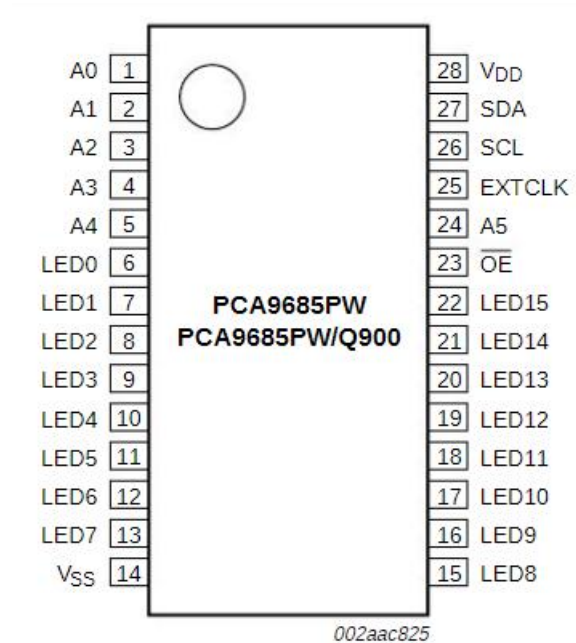 A0 1 28 VDD
A1 2 27 SDA
A2 3 26 SCL
A3 4 25 EXTCLK
A4 5 24 A5
LED0 6 23 OE
LED1 7 PCA9685PW 22 LED15
LED2 8 PCA9685PW/Q900 21 LED14
LED3 9 20 LED13
LED4 10 19 LED12
LED5 11 18 LED11
LED6 12 17 LED10
LED7 13 16 LED9
VSS 14 15 LED8
002aac825